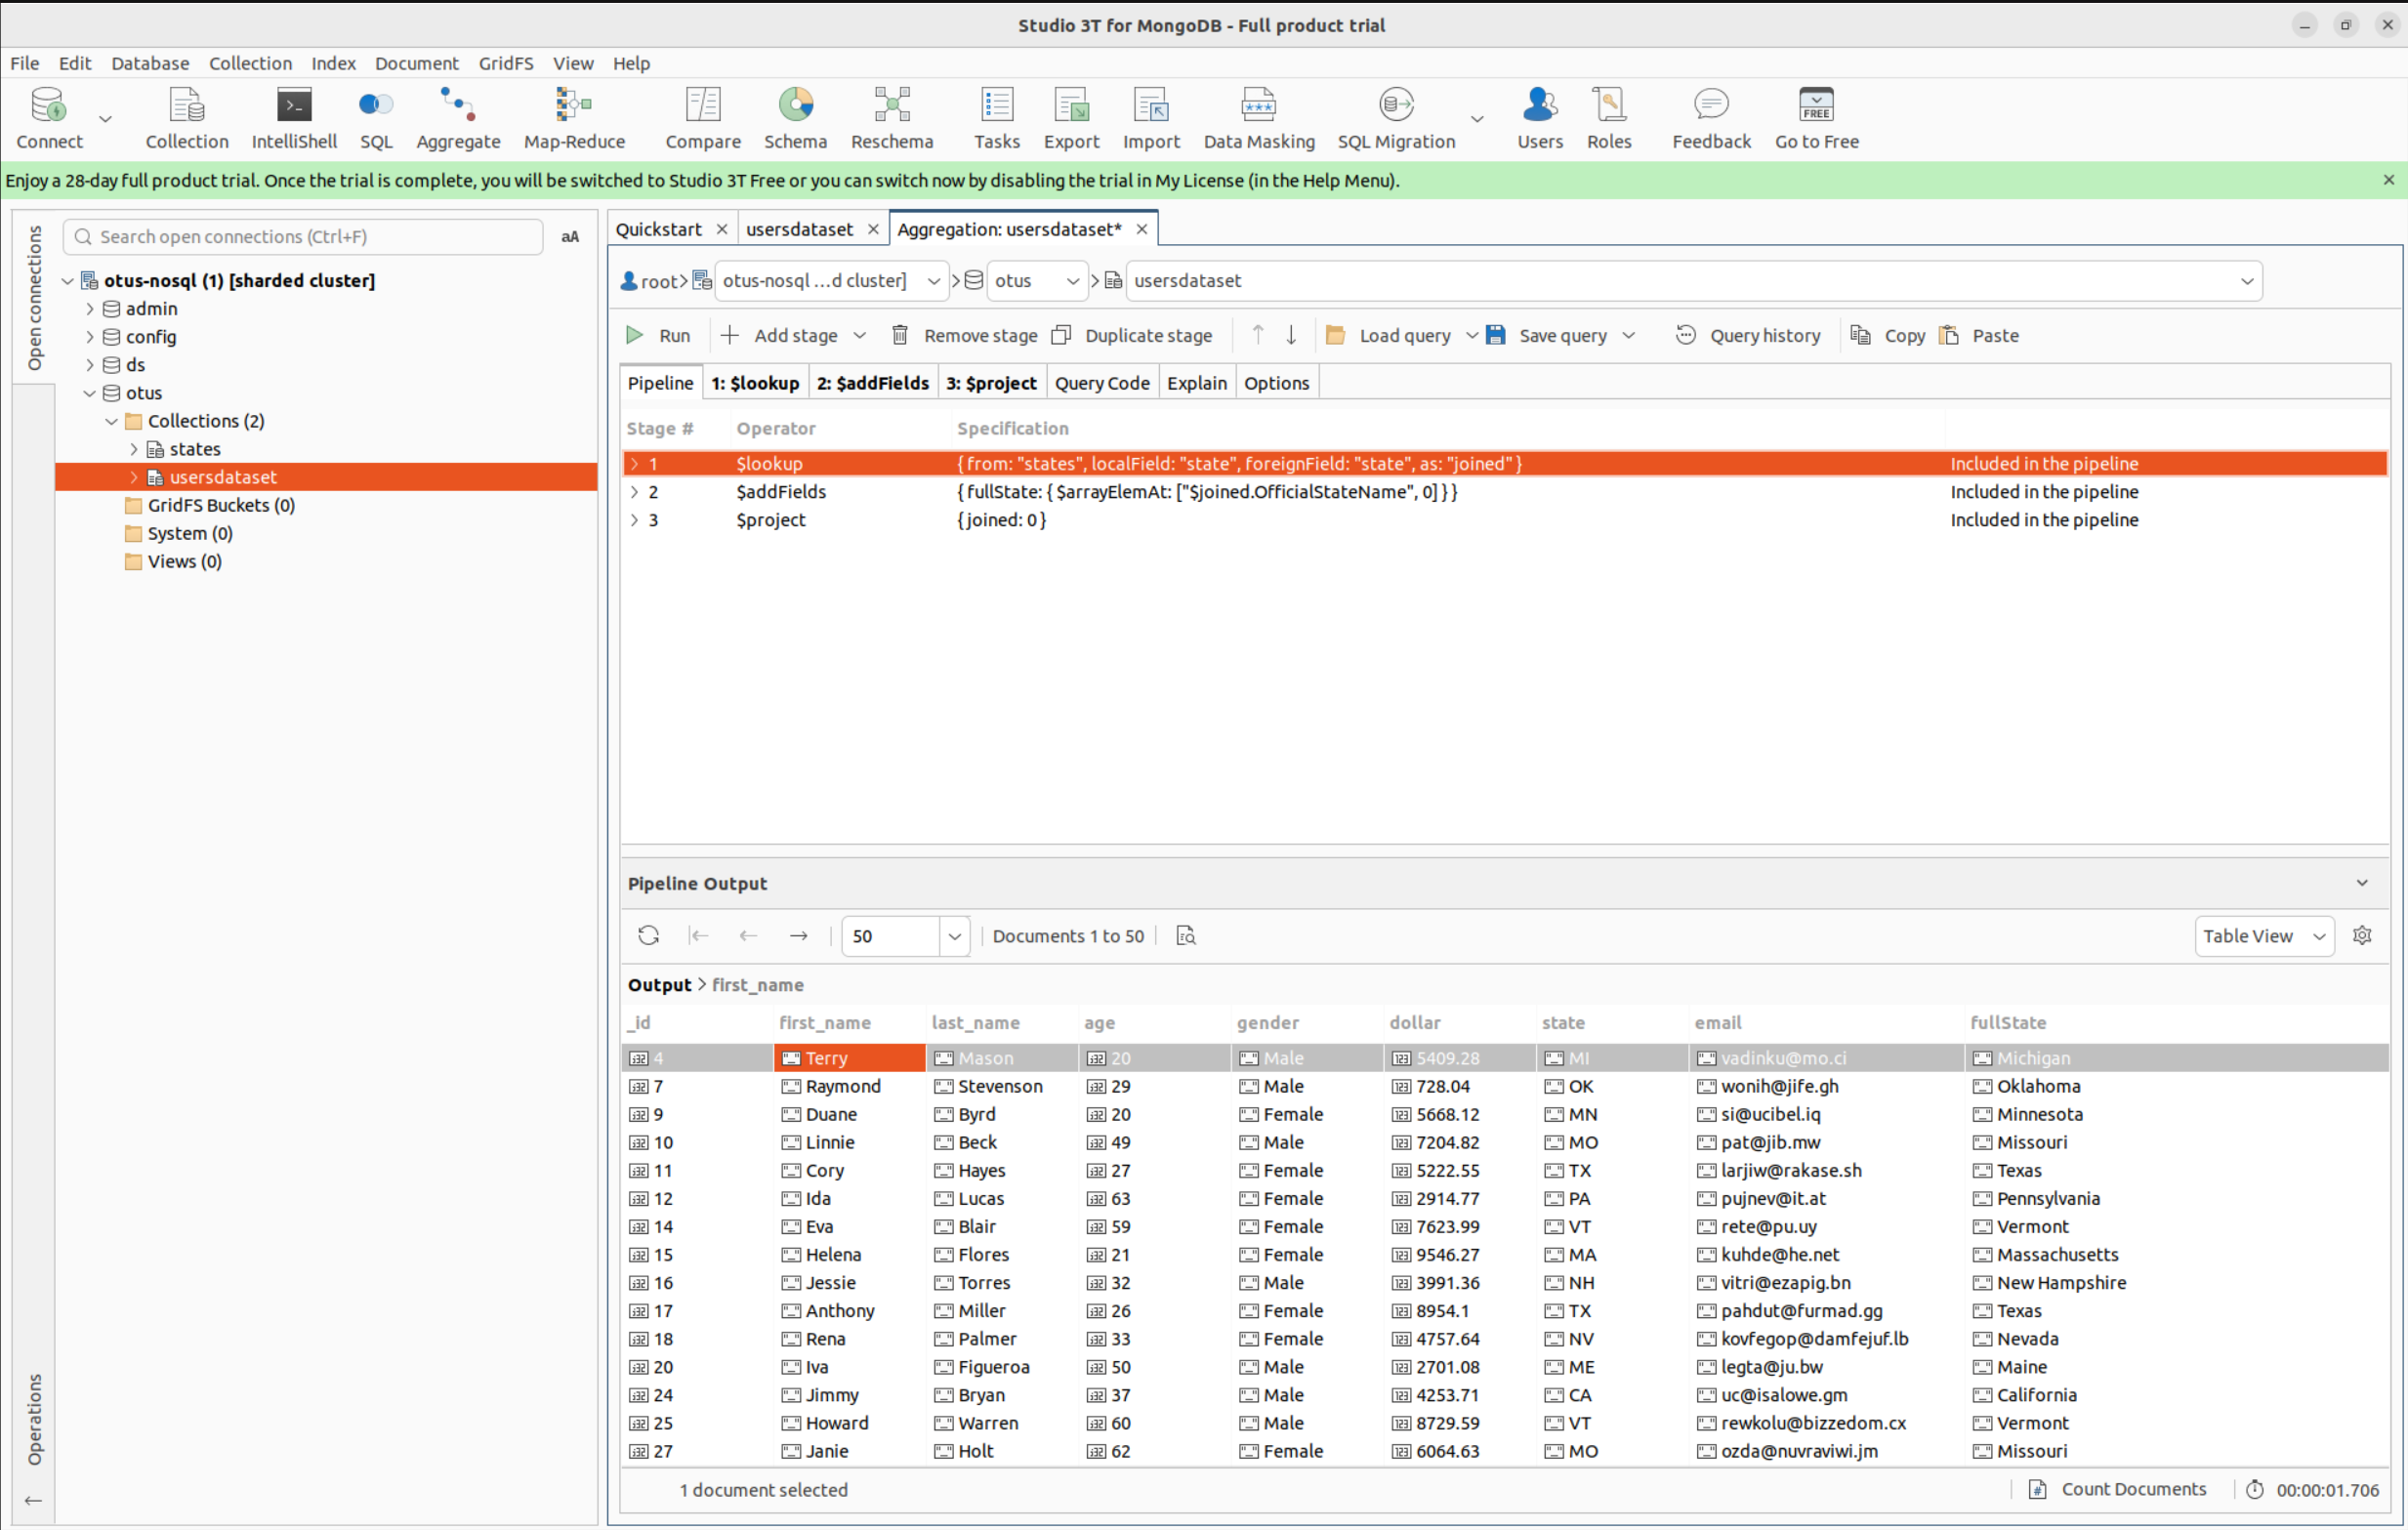 Studio 3T for MongoDB - Full product trial
File Edit Database Collection Index Document GridFS View Help
Connect Collection IntelliShell SQL Aggregate Map-Reduce Compare Schema Reschema Tasks Export Import Data Masking SQL Migration Users Roles Feedback FREE Go to Free
Enjoy a 28-day full product trial. Once the trial is complete, you will be switched to Studio 3T Free or you can switch now by disabling the trial in My License (in the Help Menu).
Open connections
Search open connections (Ctrl+F) aA
otus-nosql (1) [sharded cluster]
admin
config
ds
otus
Collections (2)
states
usersdataset
GridFS Buckets (0)
System (0)
Views (0)
Operations
Quickstart usersdataset Aggregation: usersdataset*
root otus-nosql ...d cluster] otus usersdataset
Run Add stage Remove stage Duplicate stage Load query Save query Query history Copy Paste
Pipeline 1: $lookup 2: $addFields 3: $project Query Code Explain Options
Stage # Operator Specification
1 $lookup { from: "states", localField: "state", foreignField: "state", as: "joined" } Included in the pipeline
2 $addFields { fullState: { $arrayElemAt: ["$joined.OfficialStateName", 0] } } Included in the pipeline
3 $project { joined: 0 } Included in the pipeline
Pipeline Output
50 Documents 1 to 50 Table View
Output > first_name
_id first_name last_name age gender dollar state email fullState
4 Terry Mason 20 Male 5409.28 MI vadinku@mo.ci Michigan
7 Raymond Stevenson 29 Male 728.04 OK wonih@jife.gh Oklahoma
9 Duane Byrd 20 Female 5668.12 MN si@ucibel.iq Minnesota
10 Linnie Beck 49 Male 7204.82 MO pat@jib.mw Missouri
11 Cory Hayes 27 Female 5222.55 TX larjiw@rakase.sh Texas
12 Ida Lucas 63 Female 2914.77 PA pujnev@it.at Pennsylvania
14 Eva Blair 59 Female 7623.99 VT rete@pu.uy Vermont
15 Helena Flores 21 Female 9546.27 MA kuhde@he.net Massachusetts
16 Jessie Torres 32 Male 3991.36 NH vitri@ezapig.bn New Hampshire
17 Anthony Miller 26 Female 8954.1 TX pahdut@furmad.gg Texas
18 Rena Palmer 33 Female 4757.64 NV kovfegop@damfejuf.lb Nevada
20 Iva Figueroa 50 Male 2701.08 ME legta@ju.bw Maine
24 Jimmy Bryan 37 Male 4253.71 CA uc@isalowe.gm California
25 Howard Warren 60 Male 8729.59 VT rewkolu@bizzedom.cx Vermont
27 Janie Holt 62 Female 6064.63 MO ozda@nuvraviwi.jm Missouri
1 document selected Count Documents 00:00:01.706